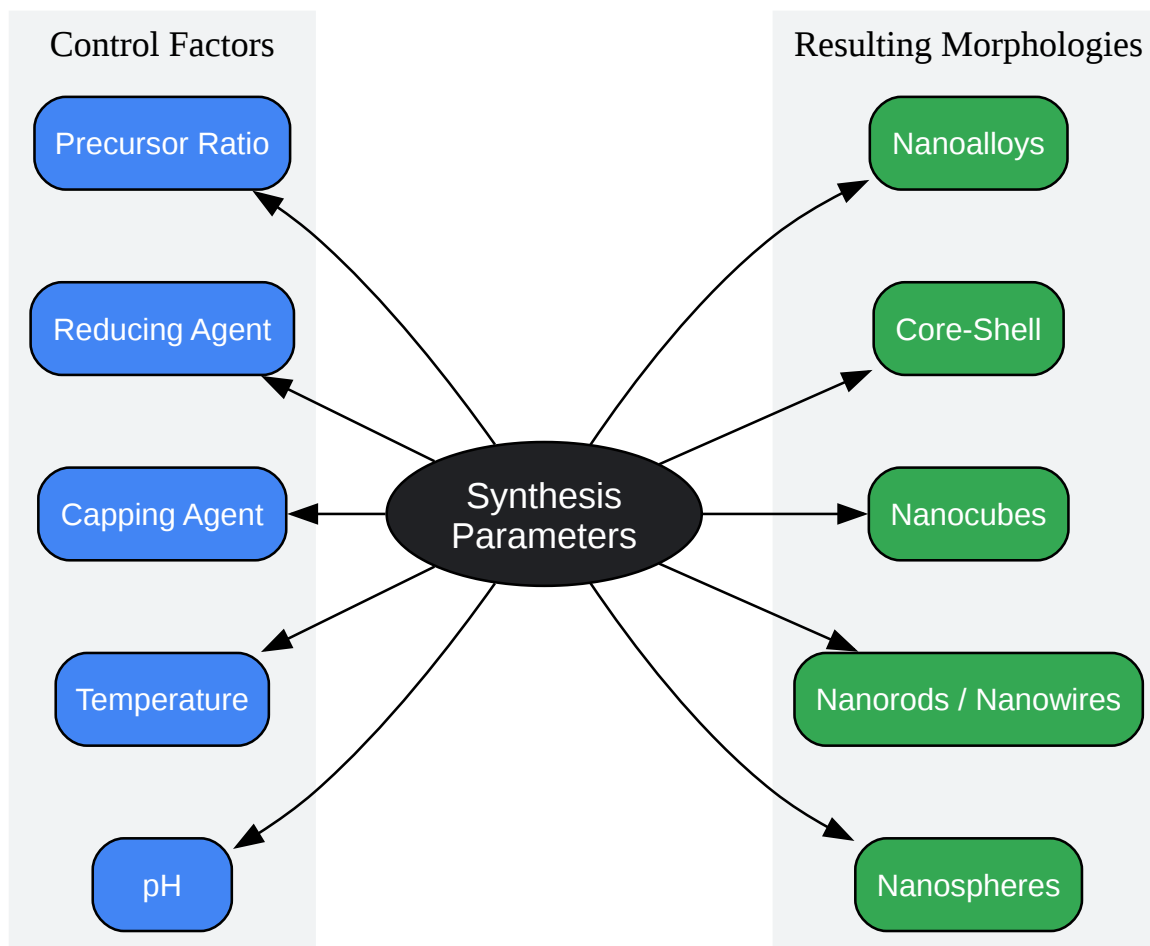 Control Factors
Precursor Ratio
Reducing Agent
Capping Agent
Temperature
pH
Synthesis
Parameters
Resulting Morphologies
Nanoalloys
Core-Shell
Nanocubes
Nanorods / Nanowires
Nanospheres